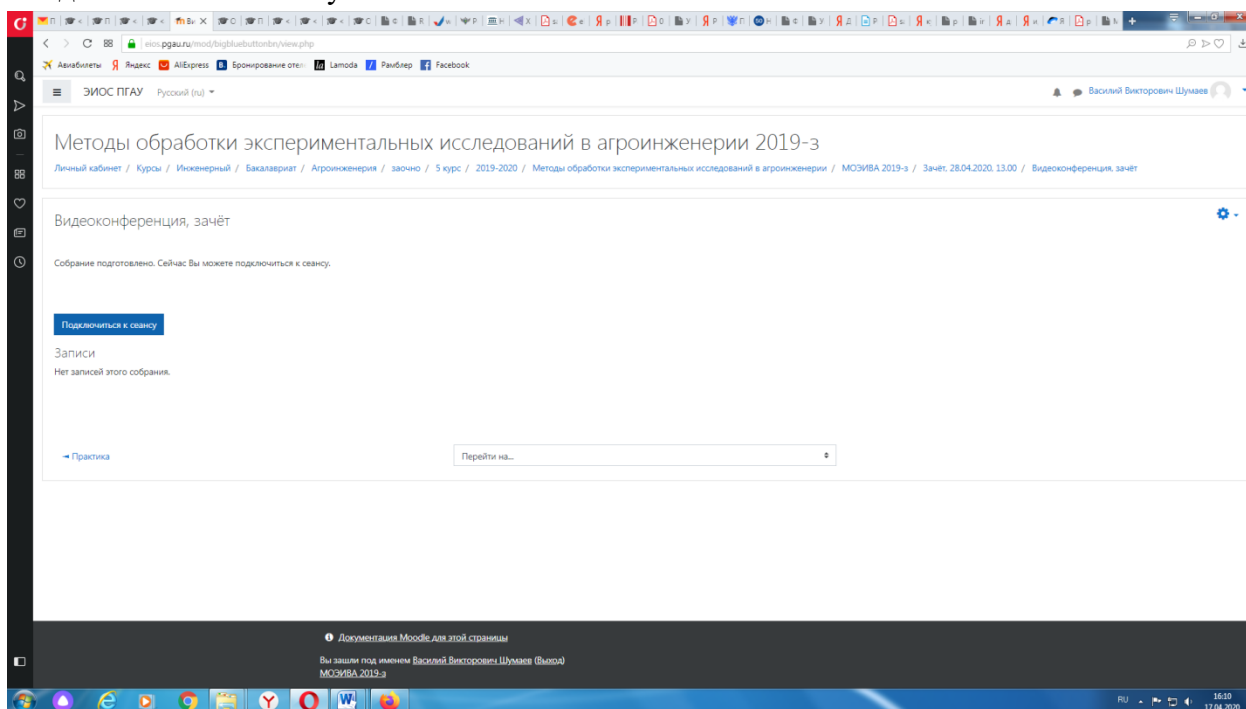 eios.pgau.ru/mod/bigbluebuttonbn/view.php
Авиабилеты Яндекс AliExpress Бронирование отел Lamoda Рамблер Facebook
ЭИОС ПГАУ Русский (ru) Василий Викторович Шумаев
Методы обработки экспериментальных исследований в агроинженерии 2019-з
Личный кабинет / Курсы / Инженерный / Бакалавриат / Агроинженерия / заочно / 5 курс / 2019-2020 / Методы обработки экспериментальных исследований в агроинженерии / МОЭИВА 2019-з / Зачёт, 28.04.2020, 13.00 / Видеоконференция, зачёт
Видеоконференция, зачёт
Собрание подготовлено. Сейчас Вы можете подключиться к сеансу.
Подключиться к сеансу
Записи
Нет записей этого собрания.
◄ Практика Перейти на...
Документация Moodle для этой страницы
Вы зашли под именем Василий Викторович Шумаев (Выход)
МОЭИВА 2019-з
RU 16:10
17.04.2020